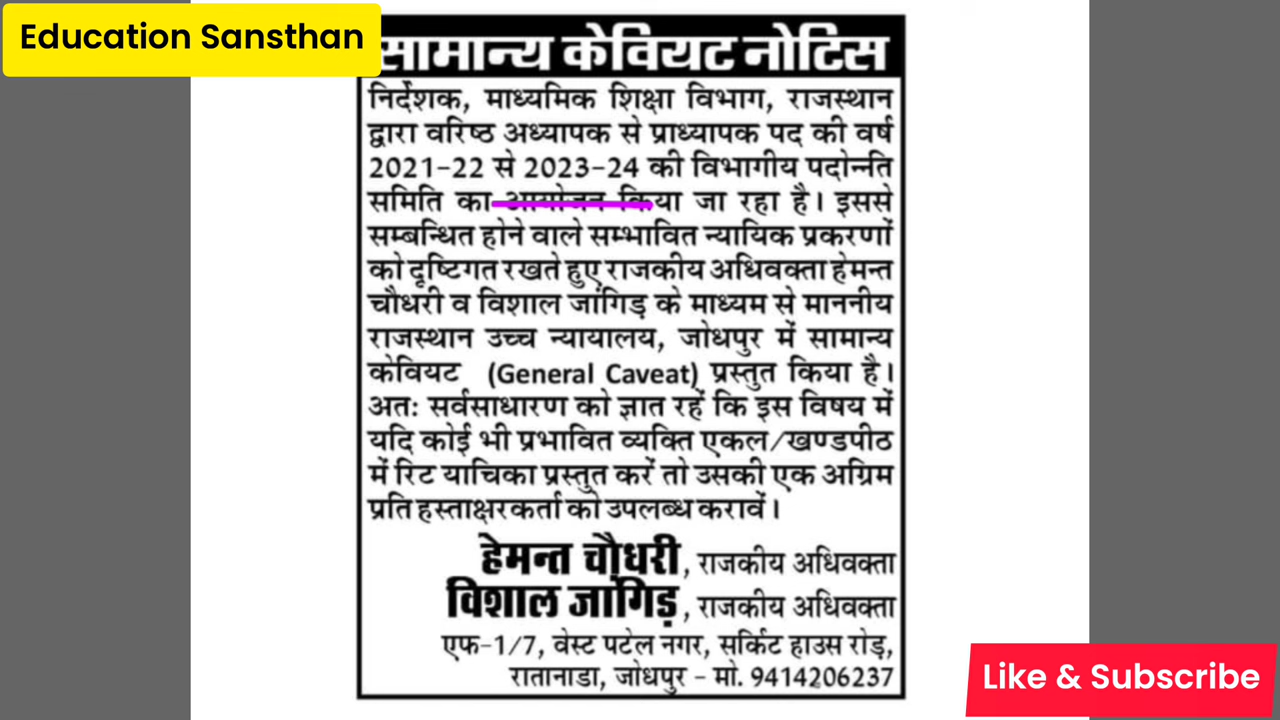 Education Sansthan
सामान्य केवियट नोटिस
निर्देशक, माध्यमिक शिक्षा विभाग, राजस्थान
द्वारा वरिष्ठ अध्यापक से प्राध्यापक पद की वर्ष
2021-22 से 2023-24 की विभागीय पदोन्नति
समिति का आयोजन किया जा रहा है। इससे
सम्बन्धित होने वाले सम्भावित न्यायिक प्रकरणों
को दृष्टिगत रखते हुए राजकीय अधिवक्ता हेमन्त
चौधरी व विशाल जांगिड़ के माध्यम से माननीय
राजस्थान उच्च न्यायालय, जोधपुर में सामान्य
केवियट (General Caveat) प्रस्तुत किया है।
अतः सर्वसाधारण को ज्ञात रहें कि इस विषय में
यदि कोई भी प्रभावित व्यक्ति एकल/खण्डपीठ
में रिट याचिका प्रस्तुत करें तो उसकी एक अग्रिम
प्रति हस्ताक्षरकर्ता को उपलब्ध करावें।
हेमन्त चौधरी, राजकीय अधिवक्ता
विशाल जांगिड़, राजकीय अधिवक्ता
एफ-1/7, वेस्ट पटेल नगर, सर्किट हाउस रोड़,
रातानाडा, जोधपुर - मो. 9414206237
Like & Subscribe